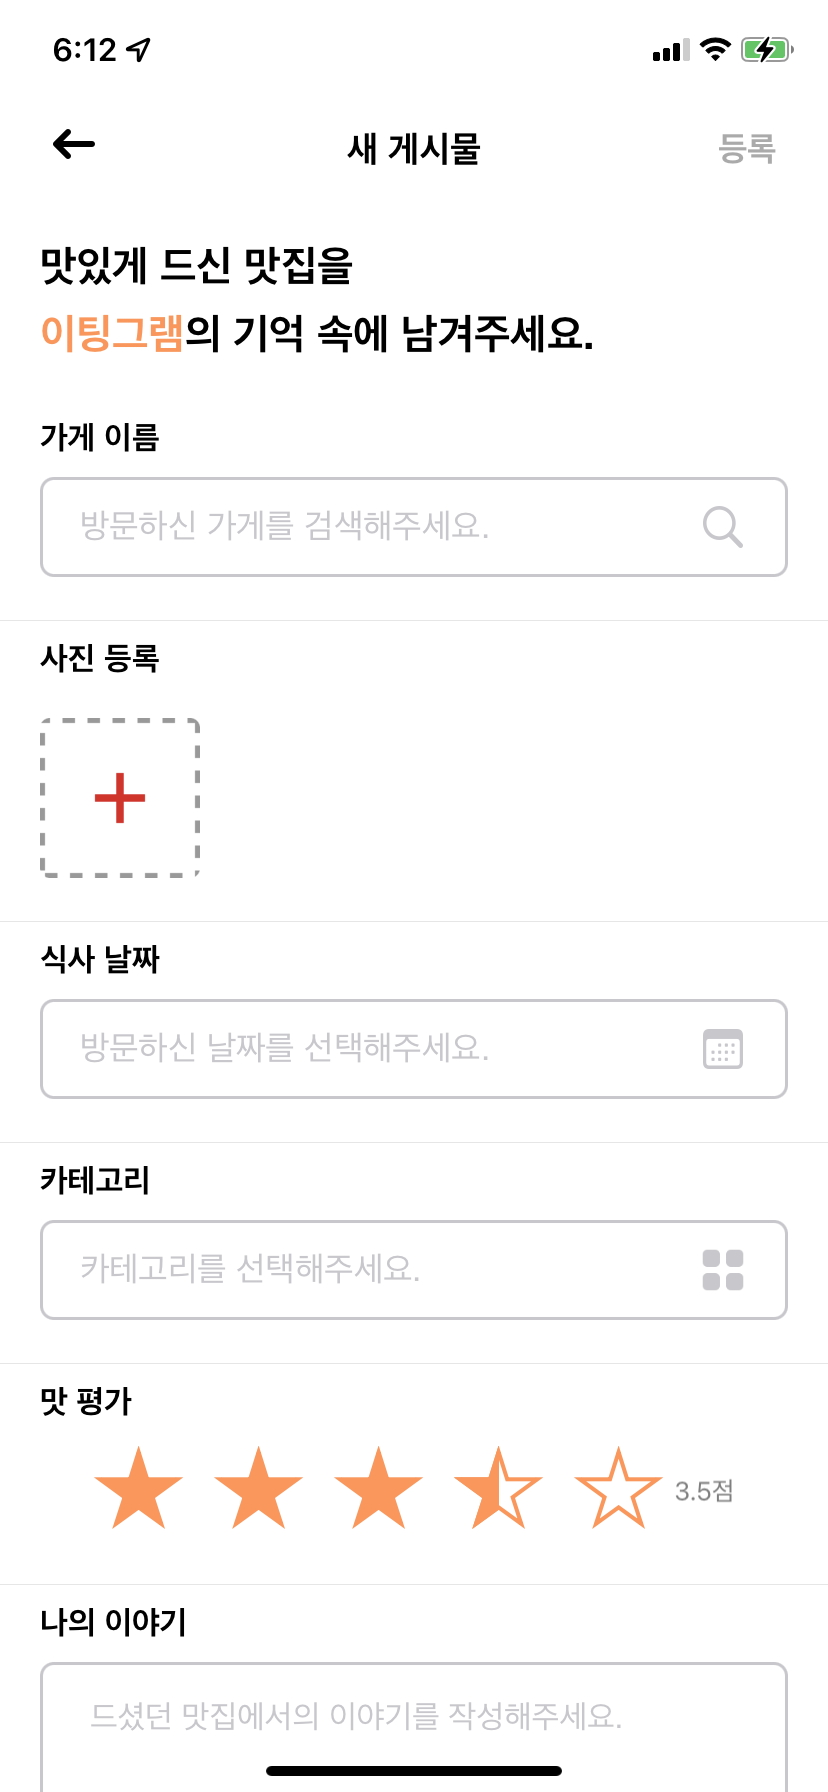 6:12
새 게시물
등록
맛있게 드신 맛집을
이팅그램의 기억 속에 남겨주세요.
가게 이름
방문하신 가게를 검색해주세요.
사진 등록
식사 날짜
방문하신 날짜를 선택해주세요.
카테고리
카테고리를 선택해주세요.
맛 평가
3.5점
나의 이야기
드셨던 맛집에서의 이야기를 작성해주세요.